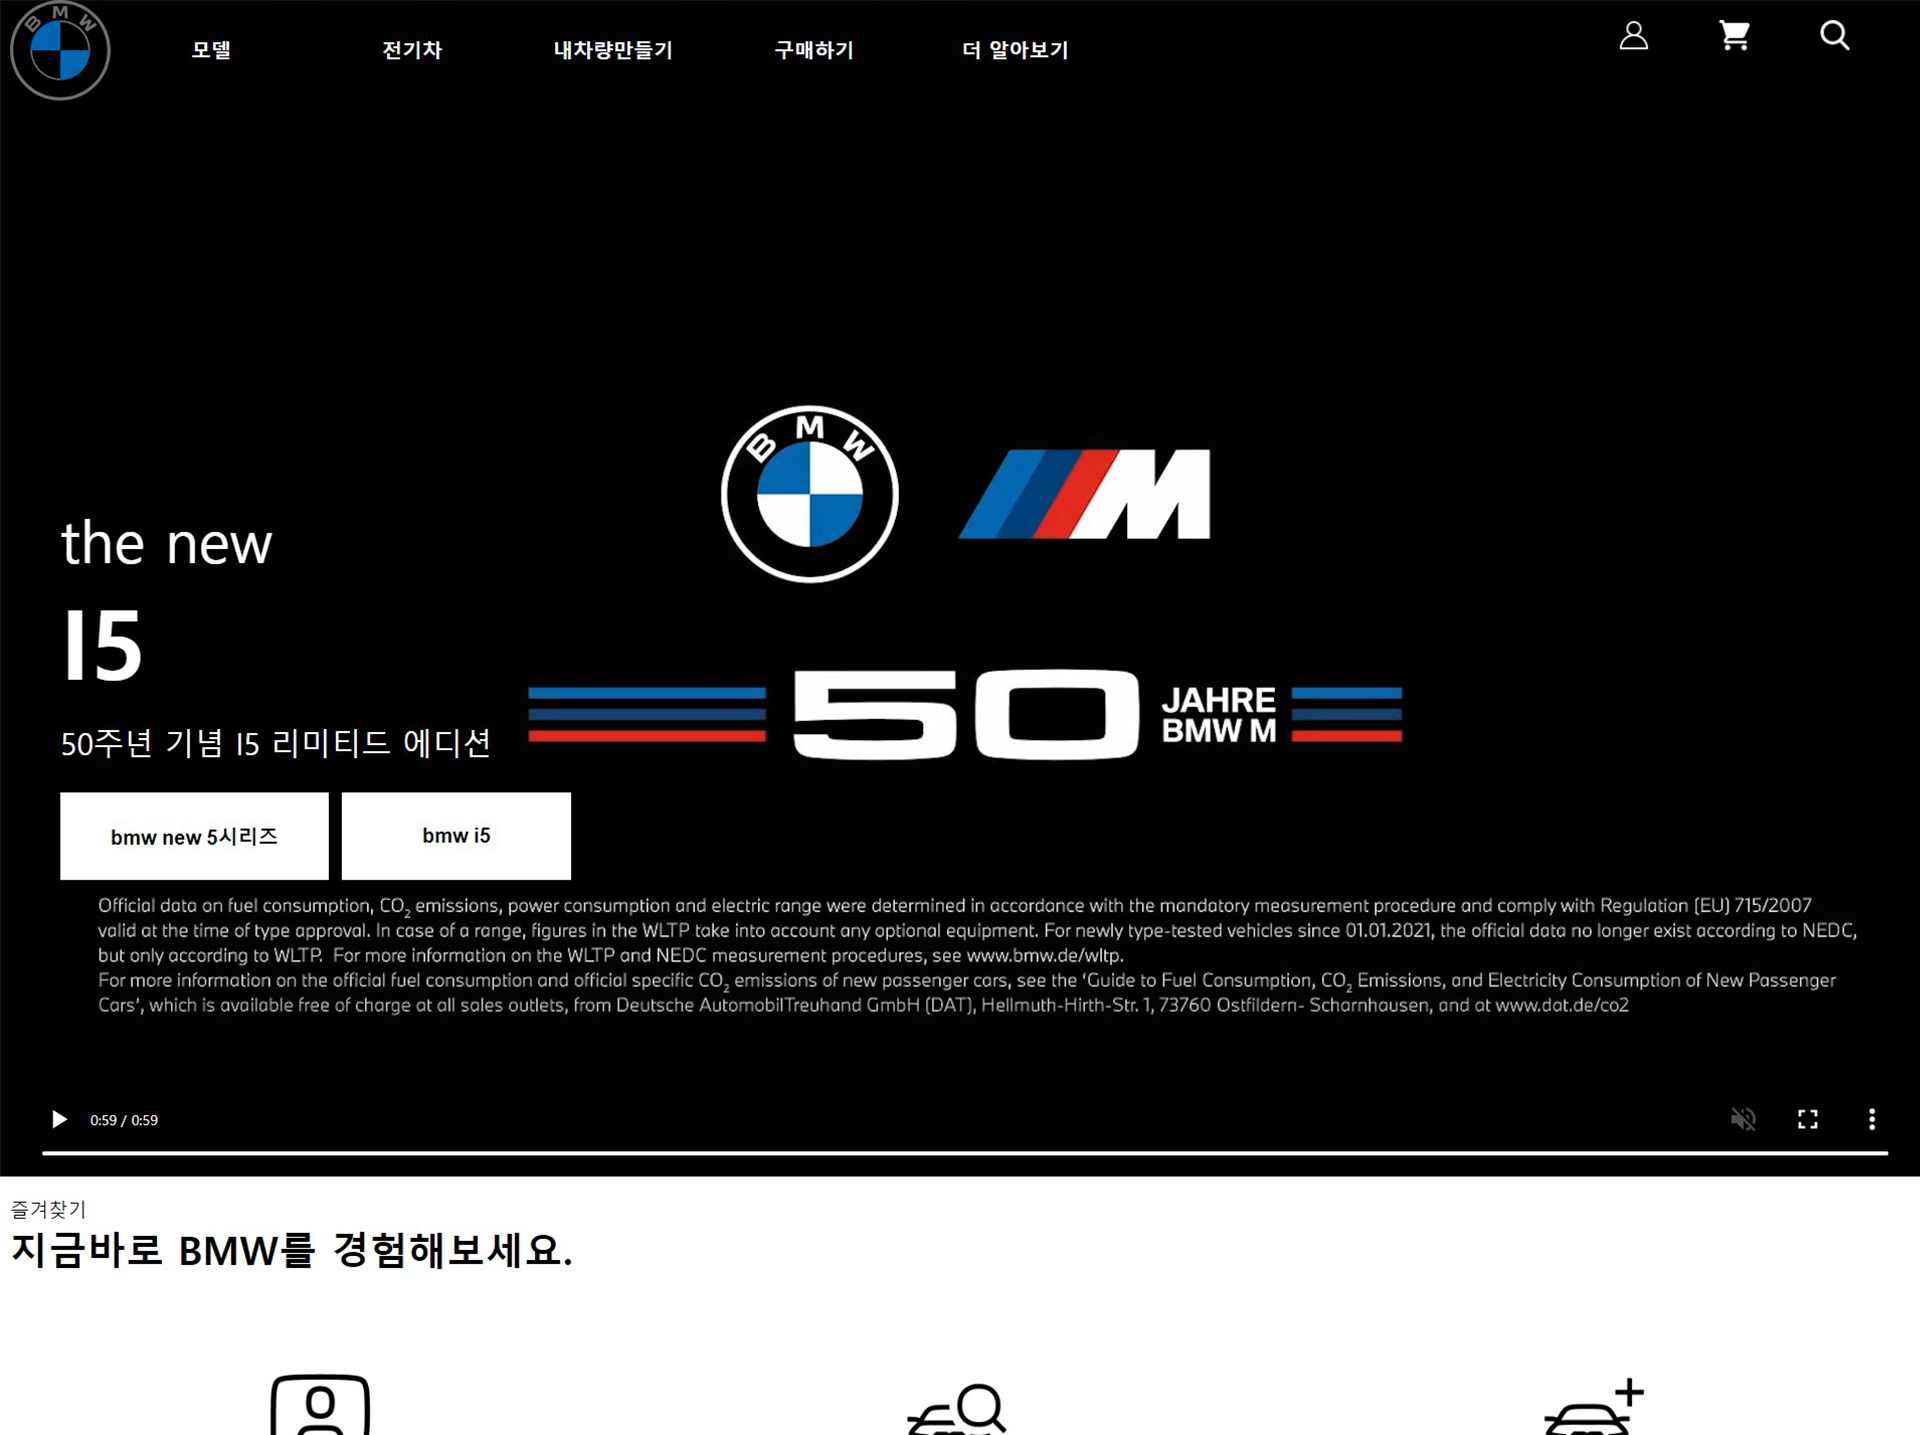 BMW
모델
전기차
내차량만들기
구매하기
더 알아보기
BMW
M
the new
I5
50 JAHRE
BMW M
50주년 기념 I5 리미티드 에디션
bmw new 5시리즈
bmw i5
Official data on fuel consumption, CO₂ emissions, power consumption and electric range were determined in accordance with the mandatory measurement procedure and comply with Regulation (EU) 715/2007
valid at the time of type approval. In case of a range, figures in the WLTP take into account any optional equipment. For newly type-tested vehicles since 01.01.2021, the official data no longer exist according to NEDC,
but only according to WLTP. For more information on the WLTP and NEDC measurement procedures, see www.bmw.de/wltp.
For more information on the official fuel consumption and official specific CO₂ emissions of new passenger cars, see the ‘Guide to Fuel Consumption, CO₂ Emissions, and Electricity Consumption of New Passenger
Cars’, which is available free of charge at all sales outlets, from Deutsche AutomobilTreuhand GmbH (DAT), Hellmuth-Hirth-Str. 1, 73760 Ostfildern- Scharnhausen, and at www.dat.de/co2
0:59 / 0:59
즐겨찾기
지금바로 BMW를 경험해보세요.